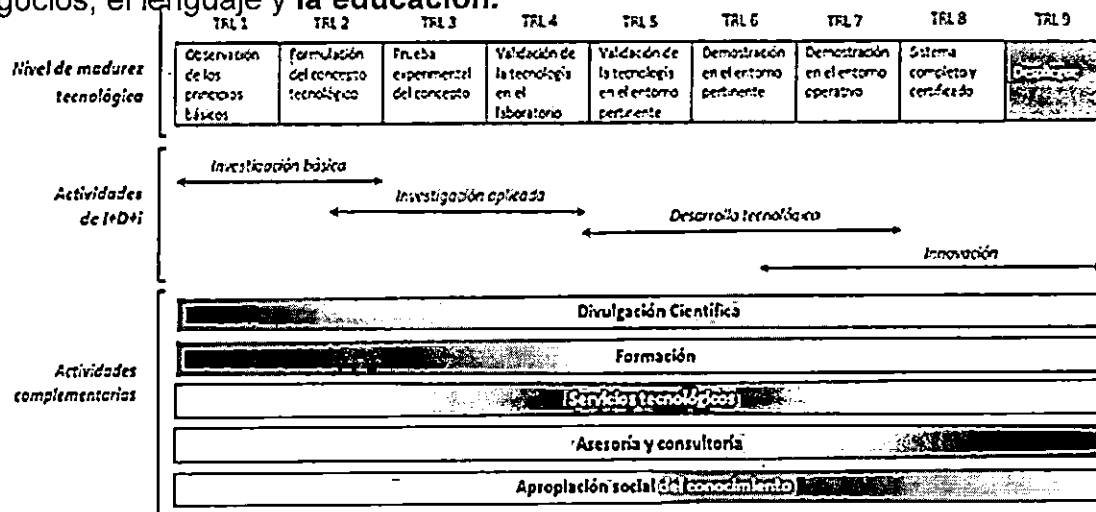 gocios, el lenguaje y la educación.
TRL 1 TRL 2 TRL 3 TRL 4 TRL 5 TRL 6 TRL 7 TRL 8 TRL 9
Nivel de madurez tecnológica
Observación de los principios básicos
Formulación del concepto tecnológico
Prueba experimental del concepto
Validación de la tecnología en el laboratorio
Validación de la tecnología en el entorno pertinente
Demostración en el entorno pertinente
Demostración en el entorno operativo
Sistema completo y certificado
Despliegue
Actividades de I+D+i
Investigación básica
Investigación aplicada
Desarrollo tecnológico
Innovación
Actividades complementarias
Divulgación Científica
Formación
Servicios tecnológicos
Asesoría y consultoría
Apropiación social del conocimiento